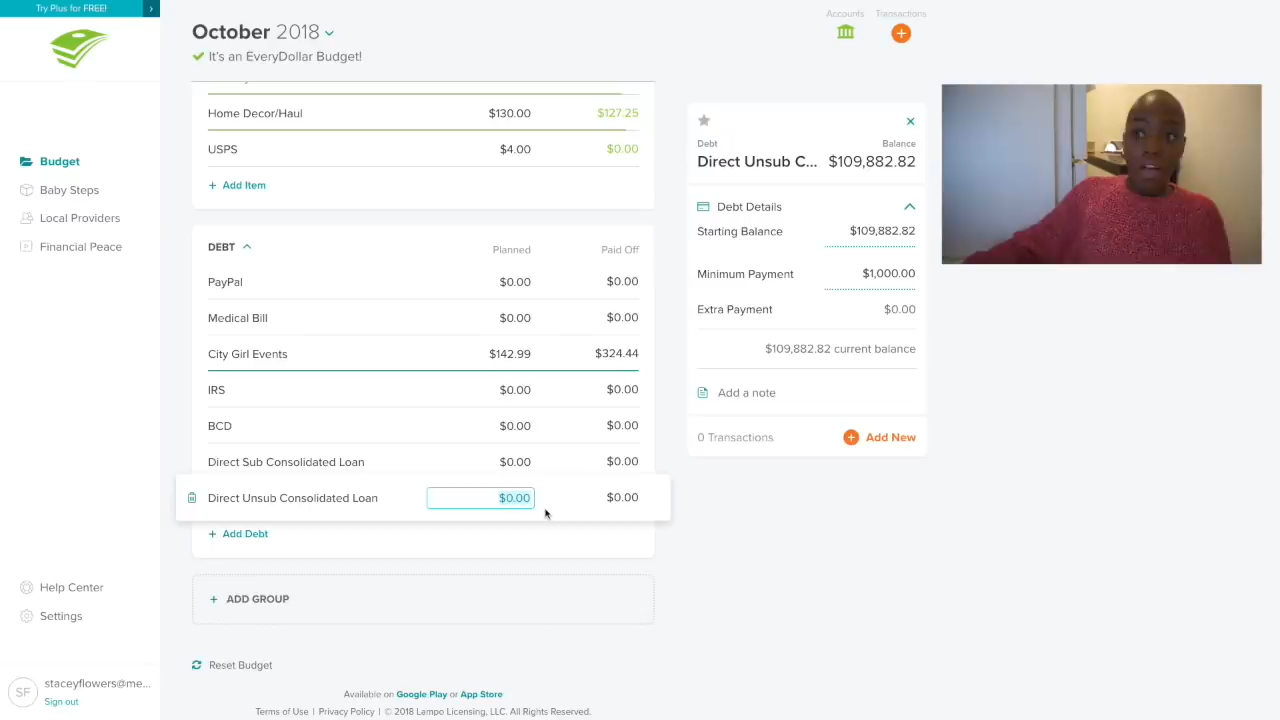 Try Plus for FREE!
October 2018
It's an EveryDollar Budget!
Accounts
Transactions
Budget
Baby Steps
Local Providers
Financial Peace
Help Center
Settings
SF
staceyflowers@me...
Sign out
Home Decor/Haul $130.00 $127.25
USPS $4.00 $0.00
+ Add Item
DEBT Planned Paid Off
PayPal $0.00 $0.00
Medical Bill $0.00 $0.00
City Girl Events $142.99 $324.44
IRS $0.00 $0.00
BCD $0.00 $0.00
Direct Sub Consolidated Loan $0.00 $0.00
Direct Unsub Consolidated Loan $0.00 $0.00
+ Add Debt
+ ADD GROUP
Reset Budget
Available on Google Play or App Store
Terms of Use | Privacy Policy | © 2018 Lampo Licensing, LLC. All Rights Reserved.
Debt Balance
Direct Unsub C... $109,882.82
Debt Details
Starting Balance $109,882.82
Minimum Payment $1,000.00
Extra Payment $0.00
$109,882.82 current balance
Add a note
0 Transactions + Add New